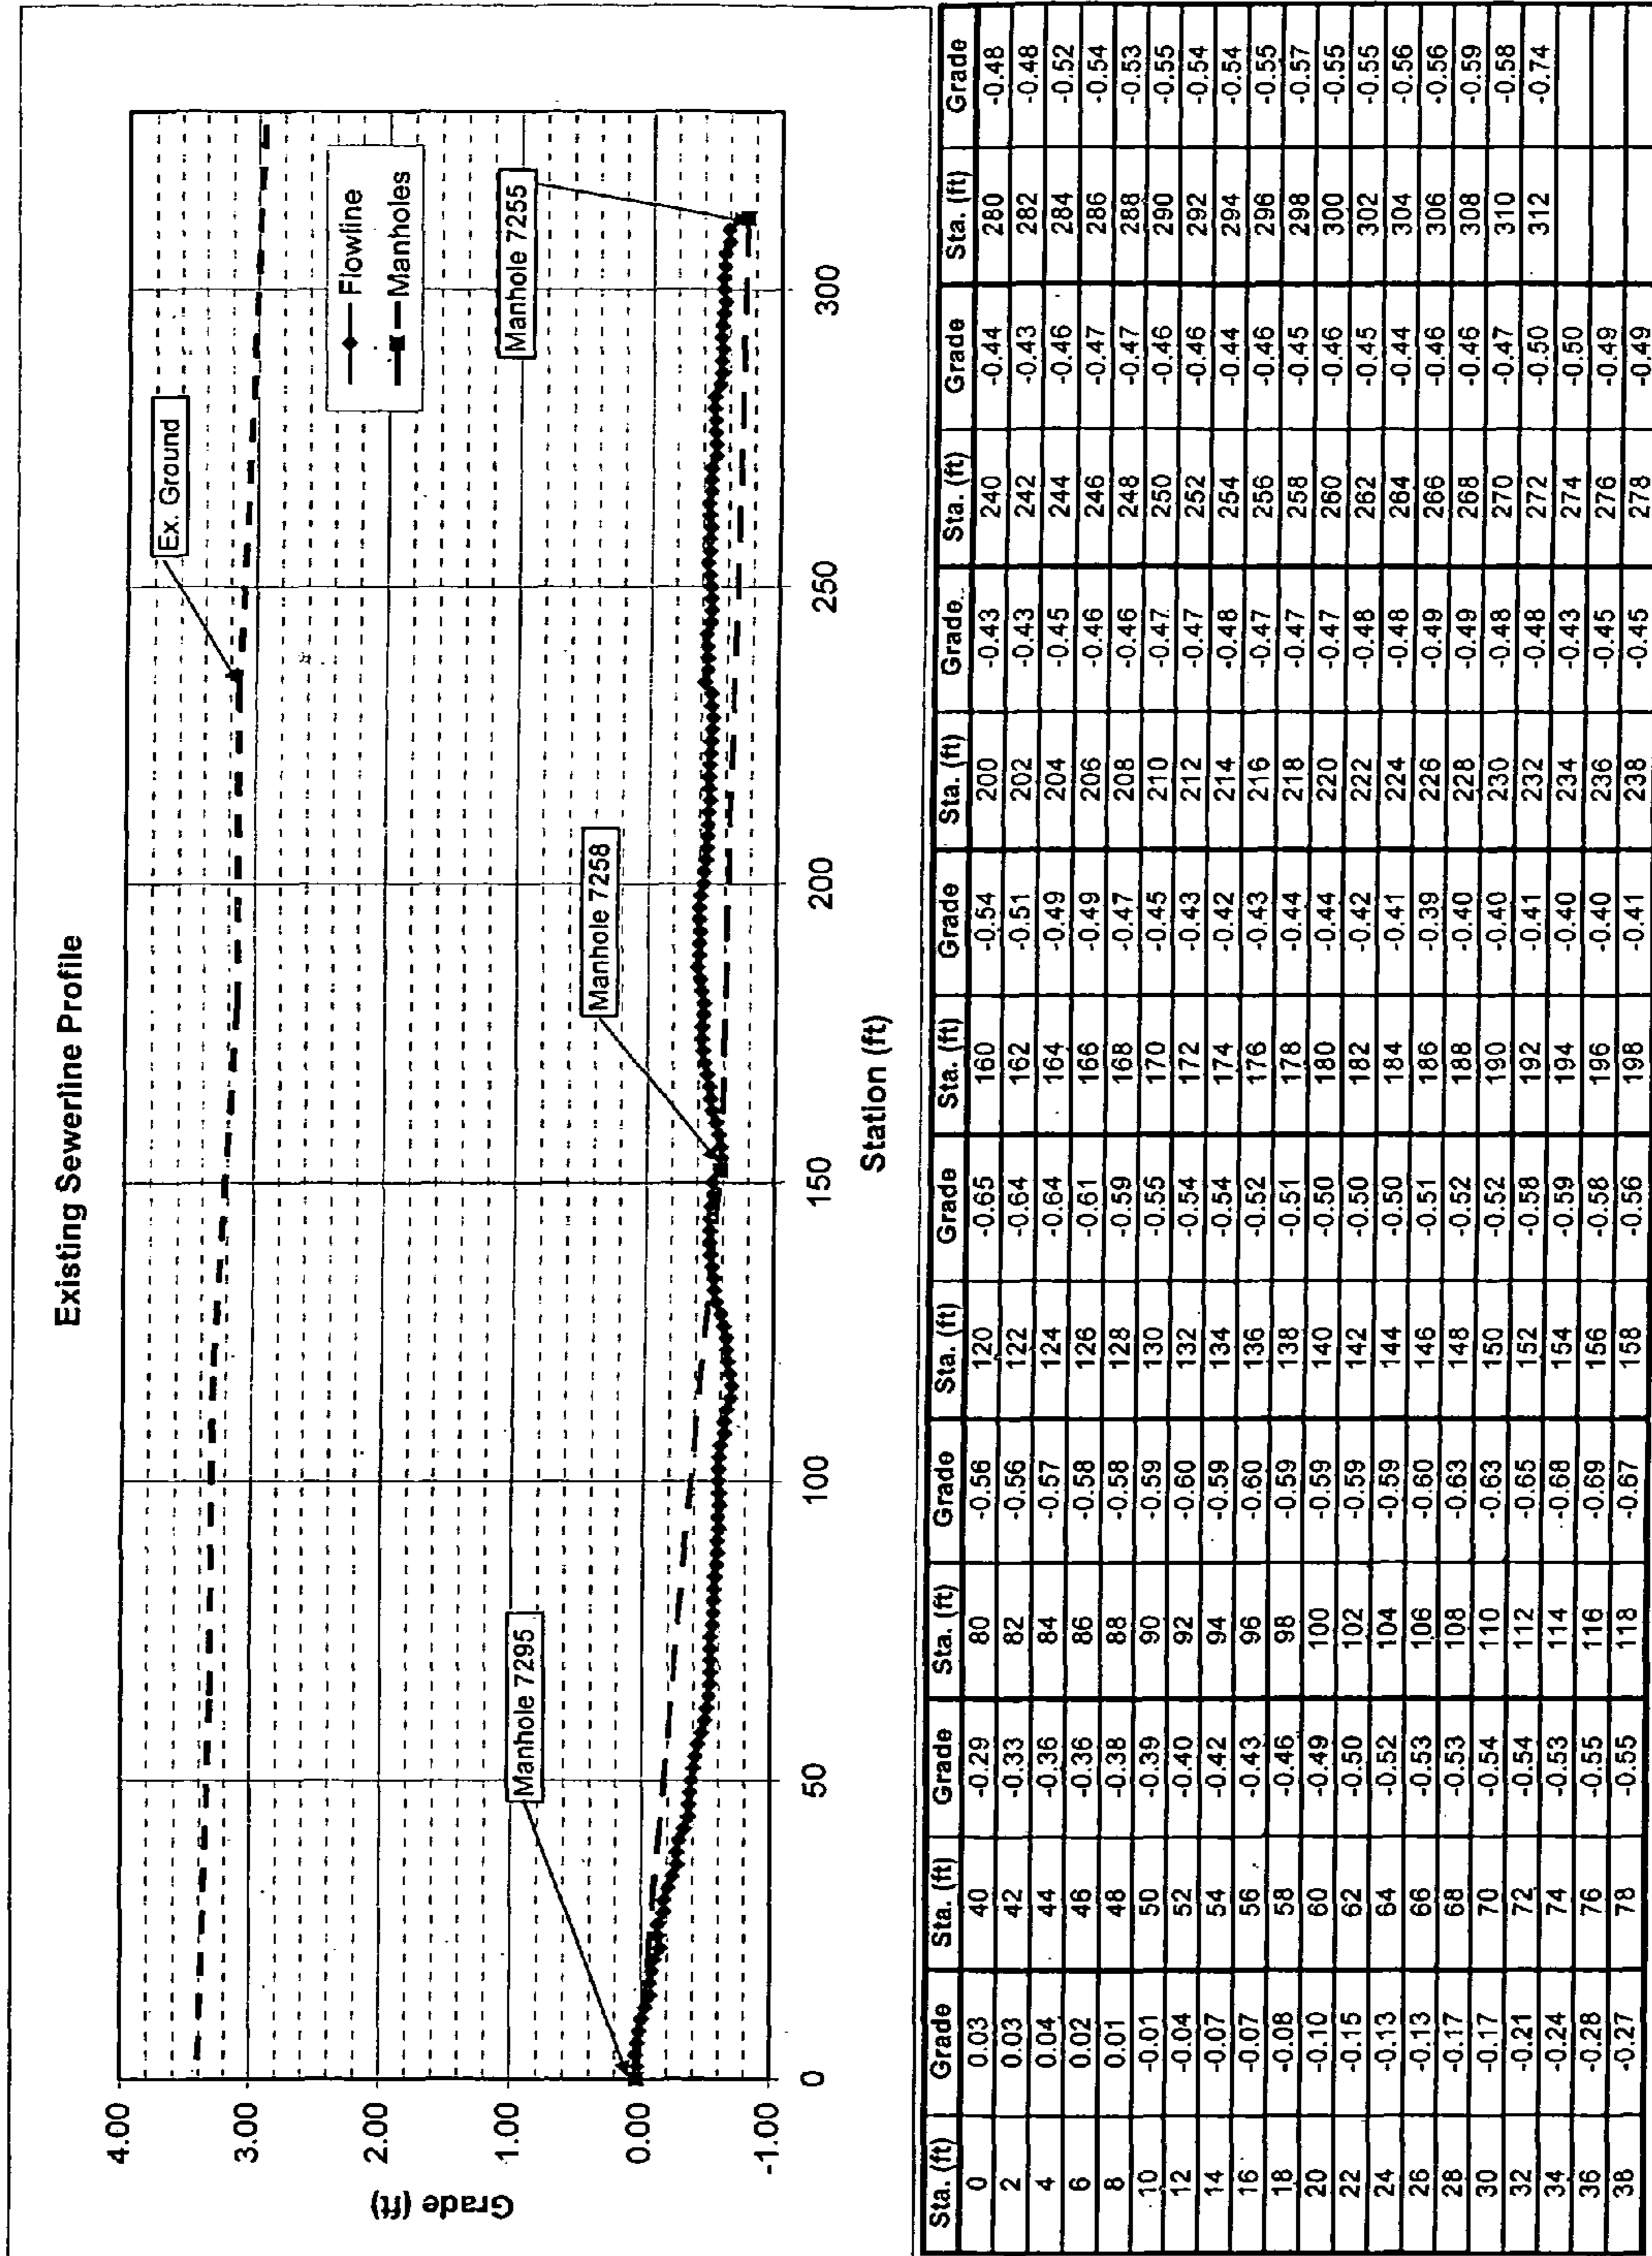 Existing Sewerline Profile
4.00
3.00
2.00
1.00
0.00
-1.00
Grade (ft)
Ex. Ground
Flowline
Manholes
Manhole 7295
Manhole 7258
Manhole 7255
0 50 100 150 200 250 300
Station (ft)
Sta. (ft) Grade Sta. (ft) Grade Sta. (ft) Grade Sta. (ft) Grade Sta. (ft) Grade Sta. (ft) Grade.. Sta. (ft) Grade Sta. (ft) Grade
0 0.03 40 -0.29 80 -0.56 120 -0.65 160 -0.54 200 -0.43 240 -0.44 280 -0.48
2 0.03 42 -0.33 82 -0.56 122 -0.64 162 -0.51 202 -0.43 242 -0.43 282 -0.48
4 0.04 44 -0.36 84 -0.57 124 -0.64 164 -0.49 204 -0.45 244 -0.46 284 -0.52
6 0.02 46 -0.36 86 -0.58 126 -0.61 166 -0.49 206 -0.46 246 -0.47 286 -0.54
8 0.01 48 -0.38 88 -0.58 128 -0.59 168 -0.47 208 -0.46 248 -0.47 288 -0.53
10 -0.01 50 -0.39 90 -0.59 130 -0.55 170 -0.45 210 -0.47 250 -0.46 290 -0.55
12 -0.04 52 -0.40 92 -0.60 132 -0.54 172 -0.43 212 -0.47 252 -0.46 292 -0.54
14 -0.07 54 -0.42 94 -0.59 134 -0.54 174 -0.42 214 -0.48 254 -0.44 294 -0.54
16 -0.07 56 -0.43 96 -0.60 136 -0.52 176 -0.43 216 -0.47 256 -0.46 296 -0.55
18 -0.08 58 -0.46 98 -0.59 138 -0.51 178 -0.44 218 -0.47 258 -0.45 298 -0.57
20 -0.10 60 -0.49 100 -0.59 140 -0.50 180 -0.44 220 -0.47 260 -0.46 300 -0.55
22 -0.15 62 -0.50 102 -0.59 142 -0.50 182 -0.42 222 -0.48 262 -0.45 302 -0.55
24 -0.13 64 -0.52 104 -0.59 144 -0.50 184 -0.41 224 -0.48 264 -0.44 304 -0.56
26 -0.13 66 -0.53 106 -0.60 146 -0.51 186 -0.39 226 -0.49 266 -0.46 306 -0.56
28 -0.17 68 -0.53 108 -0.63 148 -0.52 188 -0.40 228 -0.49 268 -0.46 308 -0.59
30 -0.17 70 -0.54 110 -0.63 150 -0.52 190 -0.40 230 -0.48 270 -0.47 310 -0.58
32 -0.21 72 -0.54 112 -0.65 152 -0.58 192 -0.41 232 -0.48 272 -0.50 312 -0.74
34 -0.24 74 -0.53 114 -0.68 154 -0.59 194 -0.40 234 -0.43 274 -0.50
36 -0.28 76 -0.55 116 -0.69 156 -0.58 196 -0.40 236 -0.45 276 -0.49
38 -0.27 78 -0.55 118 -0.67 158 -0.56 198 -0.41 238 -0.45 278 -0.49